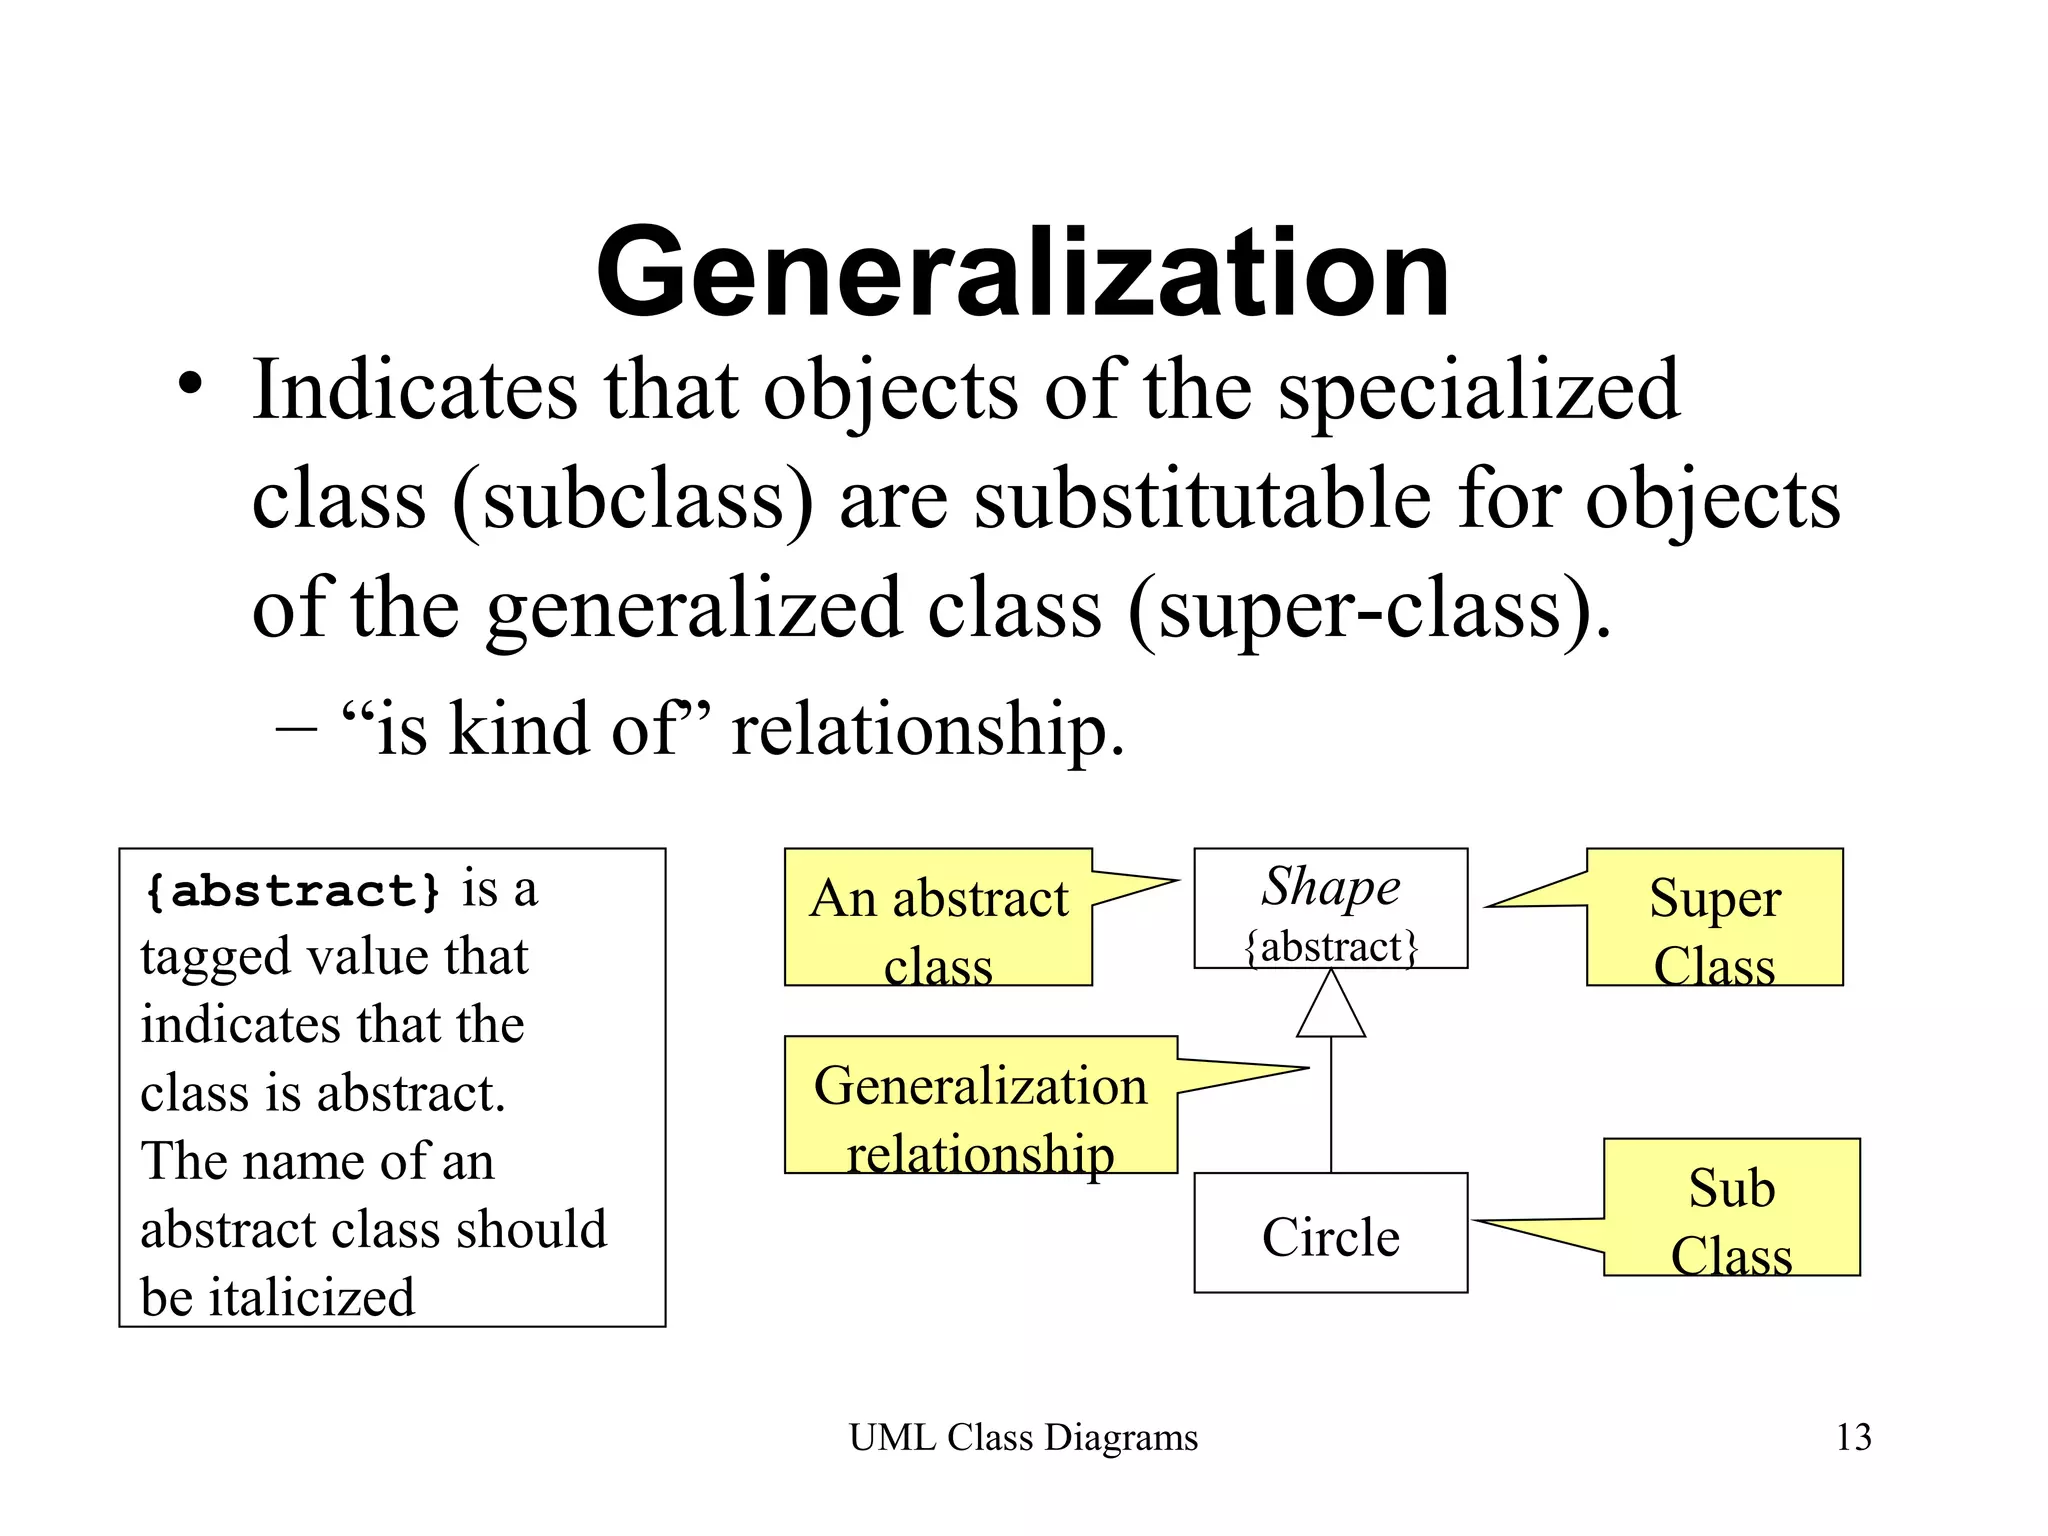 Generalization
• Indicates that objects of the specialized
class (subclass) are substitutable for objects
of the generalized class (super-class).
– “is kind of” relationship.
{abstract} is a
tagged value that
indicates that the
class is abstract.
The name of an
abstract class should
be italicized
An abstract
class
Shape
{abstract}
Super
Class
Generalization
relationship
Circle
Sub
Class
UML Class Diagrams
13